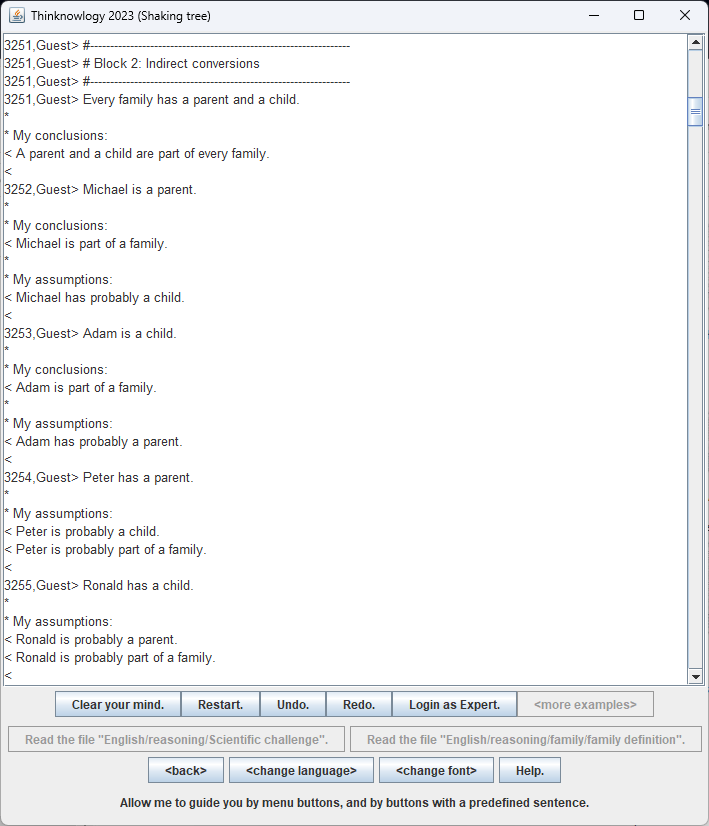 Thinknowlogy 2023 (Shaking tree)
3251,Guest> #-----------------------------------------------------------------
3251,Guest> # Block 2: Indirect conversions
3251,Guest> #-----------------------------------------------------------------
3251,Guest> Every family has a parent and a child.
*
* My conclusions:
< A parent and a child are part of every family.
<
3252,Guest> Michael is a parent.
*
* My conclusions:
< Michael is part of a family.
*
* My assumptions:
< Michael has probably a child.
<
3253,Guest> Adam is a child.
*
* My conclusions:
< Adam is part of a family.
*
* My assumptions:
< Adam has probably a parent.
<
3254,Guest> Peter has a parent.
*
* My assumptions:
< Peter is probably a child.
< Peter is probably part of a family.
<
3255,Guest> Ronald has a child.
*
* My assumptions:
< Ronald is probably a parent.
< Ronald is probably part of a family.
<
Clear your mind. Restart. Undo. Redo. Login as Expert. <more examples>
Read the file "English/reasoning/Scientific challenge". Read the file "English/reasoning/family/family definition".
<back> <change language> <change font> Help.
Allow me to guide you by menu buttons, and by buttons with a predefined sentence.